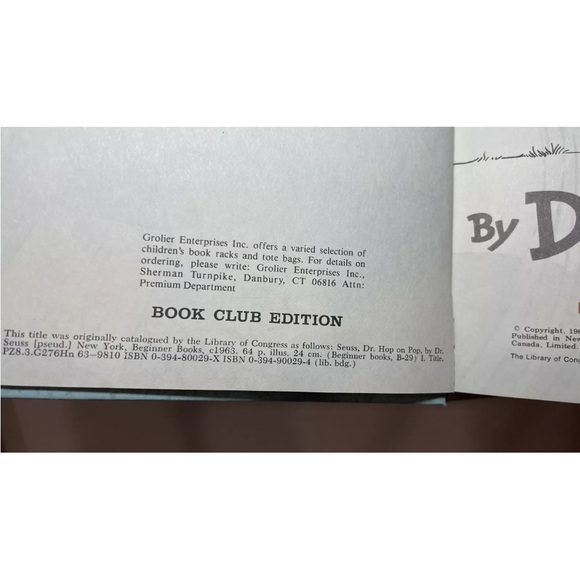 Grolier Enterprises Inc. offers a varied selection of
children's book racks and tote bags. For details on
ordering, please write: Grolier Enterprises Inc.,
Sherman Turnpike, Danbury, CT 06816 Attn:
Premium Department
BOOK CLUB EDITION
This title was originally catalogued by the Library of Congress as follows: Seuss, Dr. Hop on Pop, by Dr.
Seuss [pseud.] New York, Beginner Books, c1963. 64 p. illus. 24 cm. (Beginner books, B-29) I. Title.
PZ8.3.G276Hn 63-9810 ISBN 0-394-80029-X ISBN 0-394-90029-4 (lib. bdg.)
By D
© Copyright, 196
Published in New
Canada, Limited.
The Library of Cong